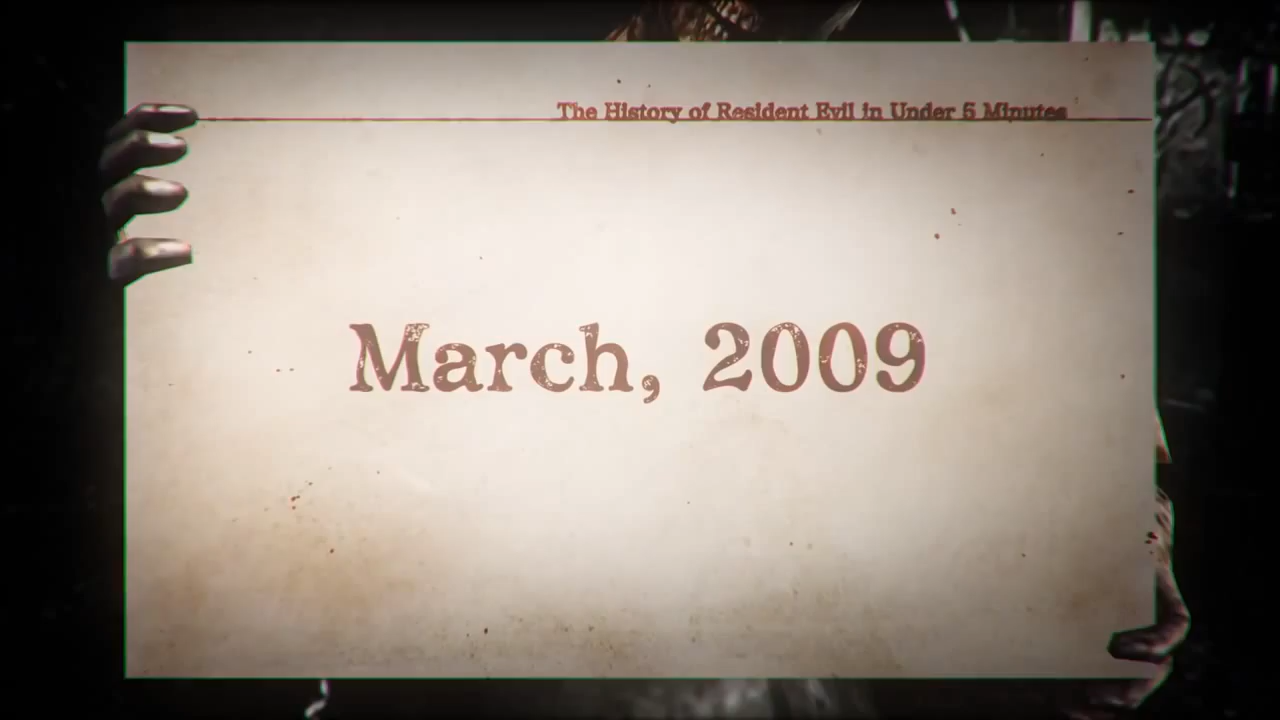 The History of Resident Evil in Under 5 Minutes
March, 2009